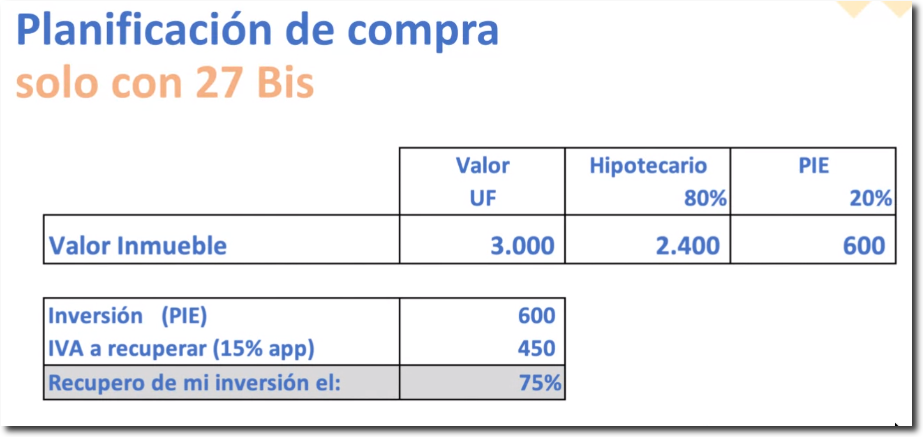 Planificación de compra
solo con 27 Bis
Valor Hipotecario PIE
UF 80% 20%
Valor Inmueble 3.000 2.400 600
Inversión (PIE) 600
IVA a recuperar (15% app) 450
Recupero de mi inversión el: 75%